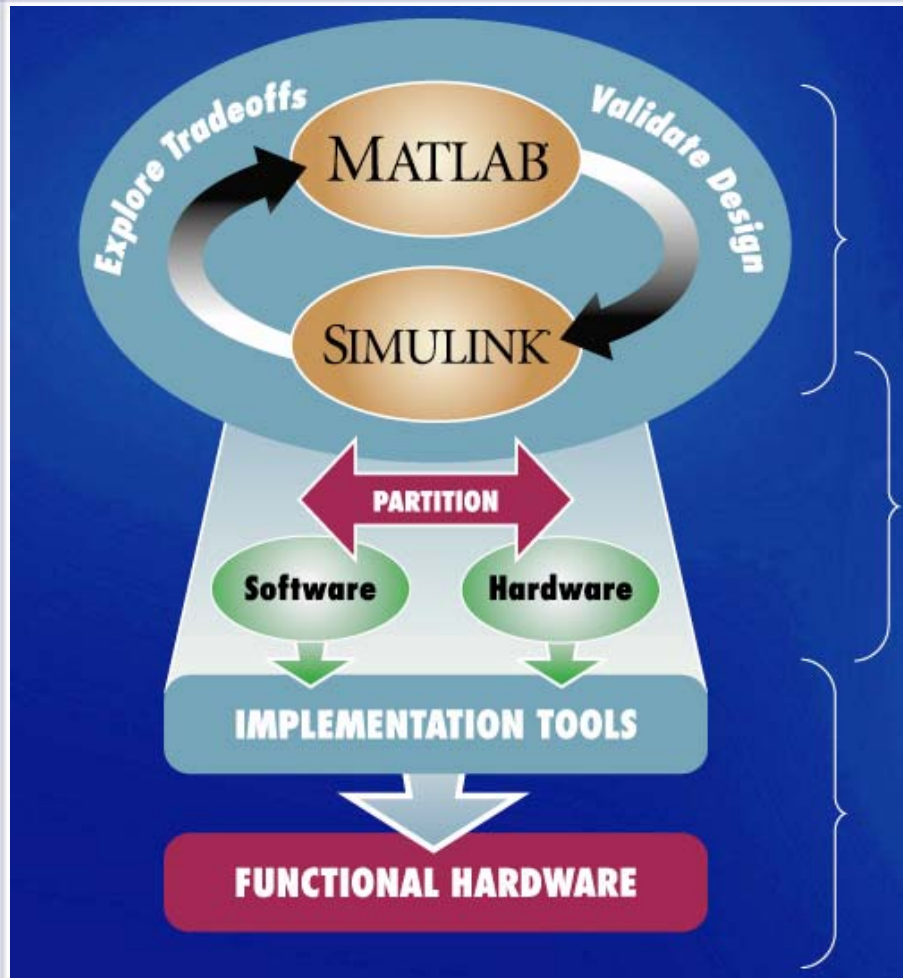 Explore Tradeoffs
Validate Design
MATLAB
SIMULINK
PARTITION
Software
Hardware
IMPLEMENTATION TOOLS
FUNCTIONAL HARDWARE